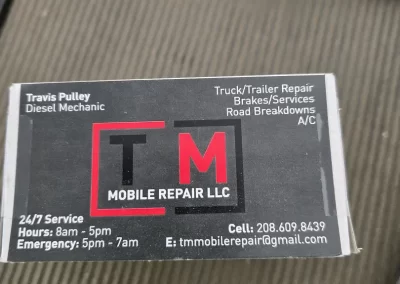 Travis Pulley
Diesel Mechanic
Truck/Trailer Repair
Brakes/Services
Road Breakdowns
A/C
T M
MOBILE REPAIR LLC
24/7 Service
Hours: 8am - 5pm
Emergency: 5pm - 7am
Cell: 208.609.8439
E: tmmobilerepair@gmail.com